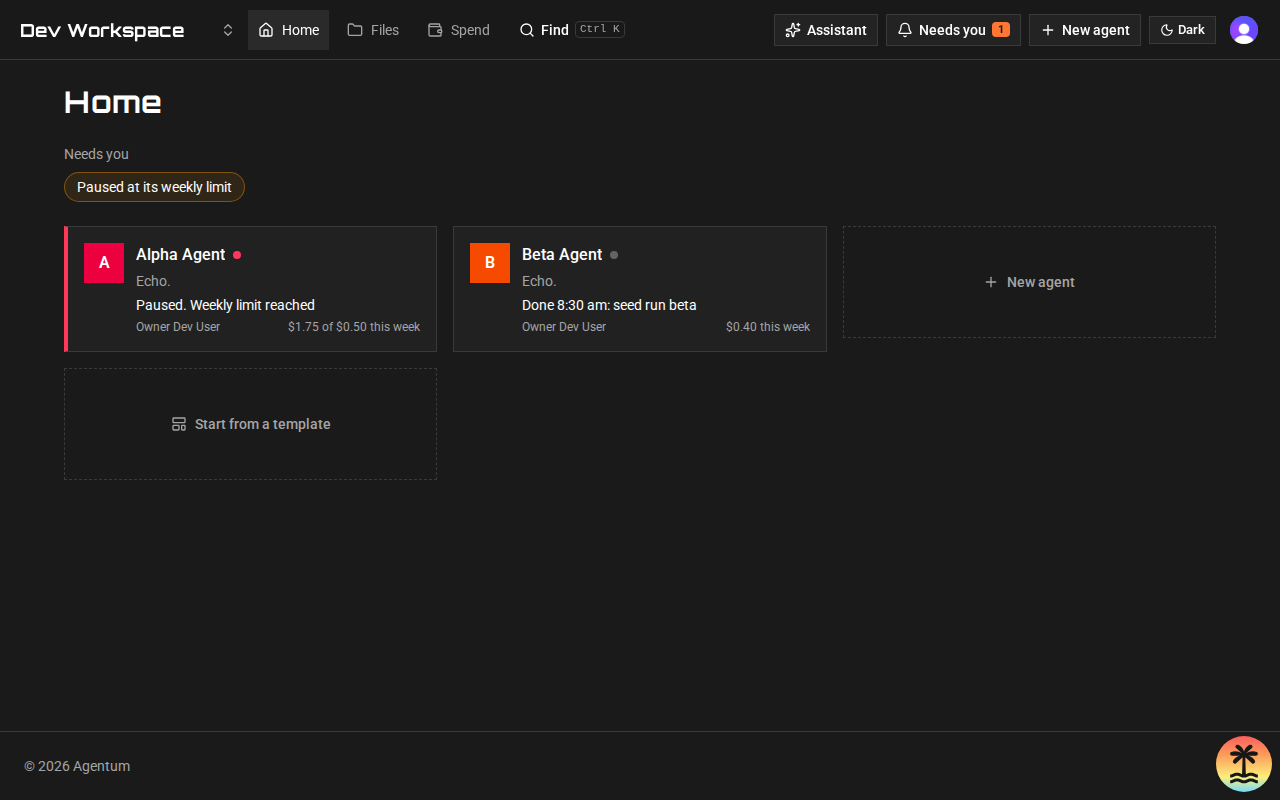 Dev Workspace
Home
Files
Spend
Find
Ctrl K
Assistant
Needs you 1
New agent
Dark
Home
Needs you
Paused at its weekly limit
A
Alpha Agent
Echo.
Paused. Weekly limit reached
Owner Dev User
$1.75 of $0.50 this week
B
Beta Agent
Echo.
Done 8:30 am: seed run beta
Owner Dev User
$0.40 this week
New agent
Start from a template
© 2026 Agentum